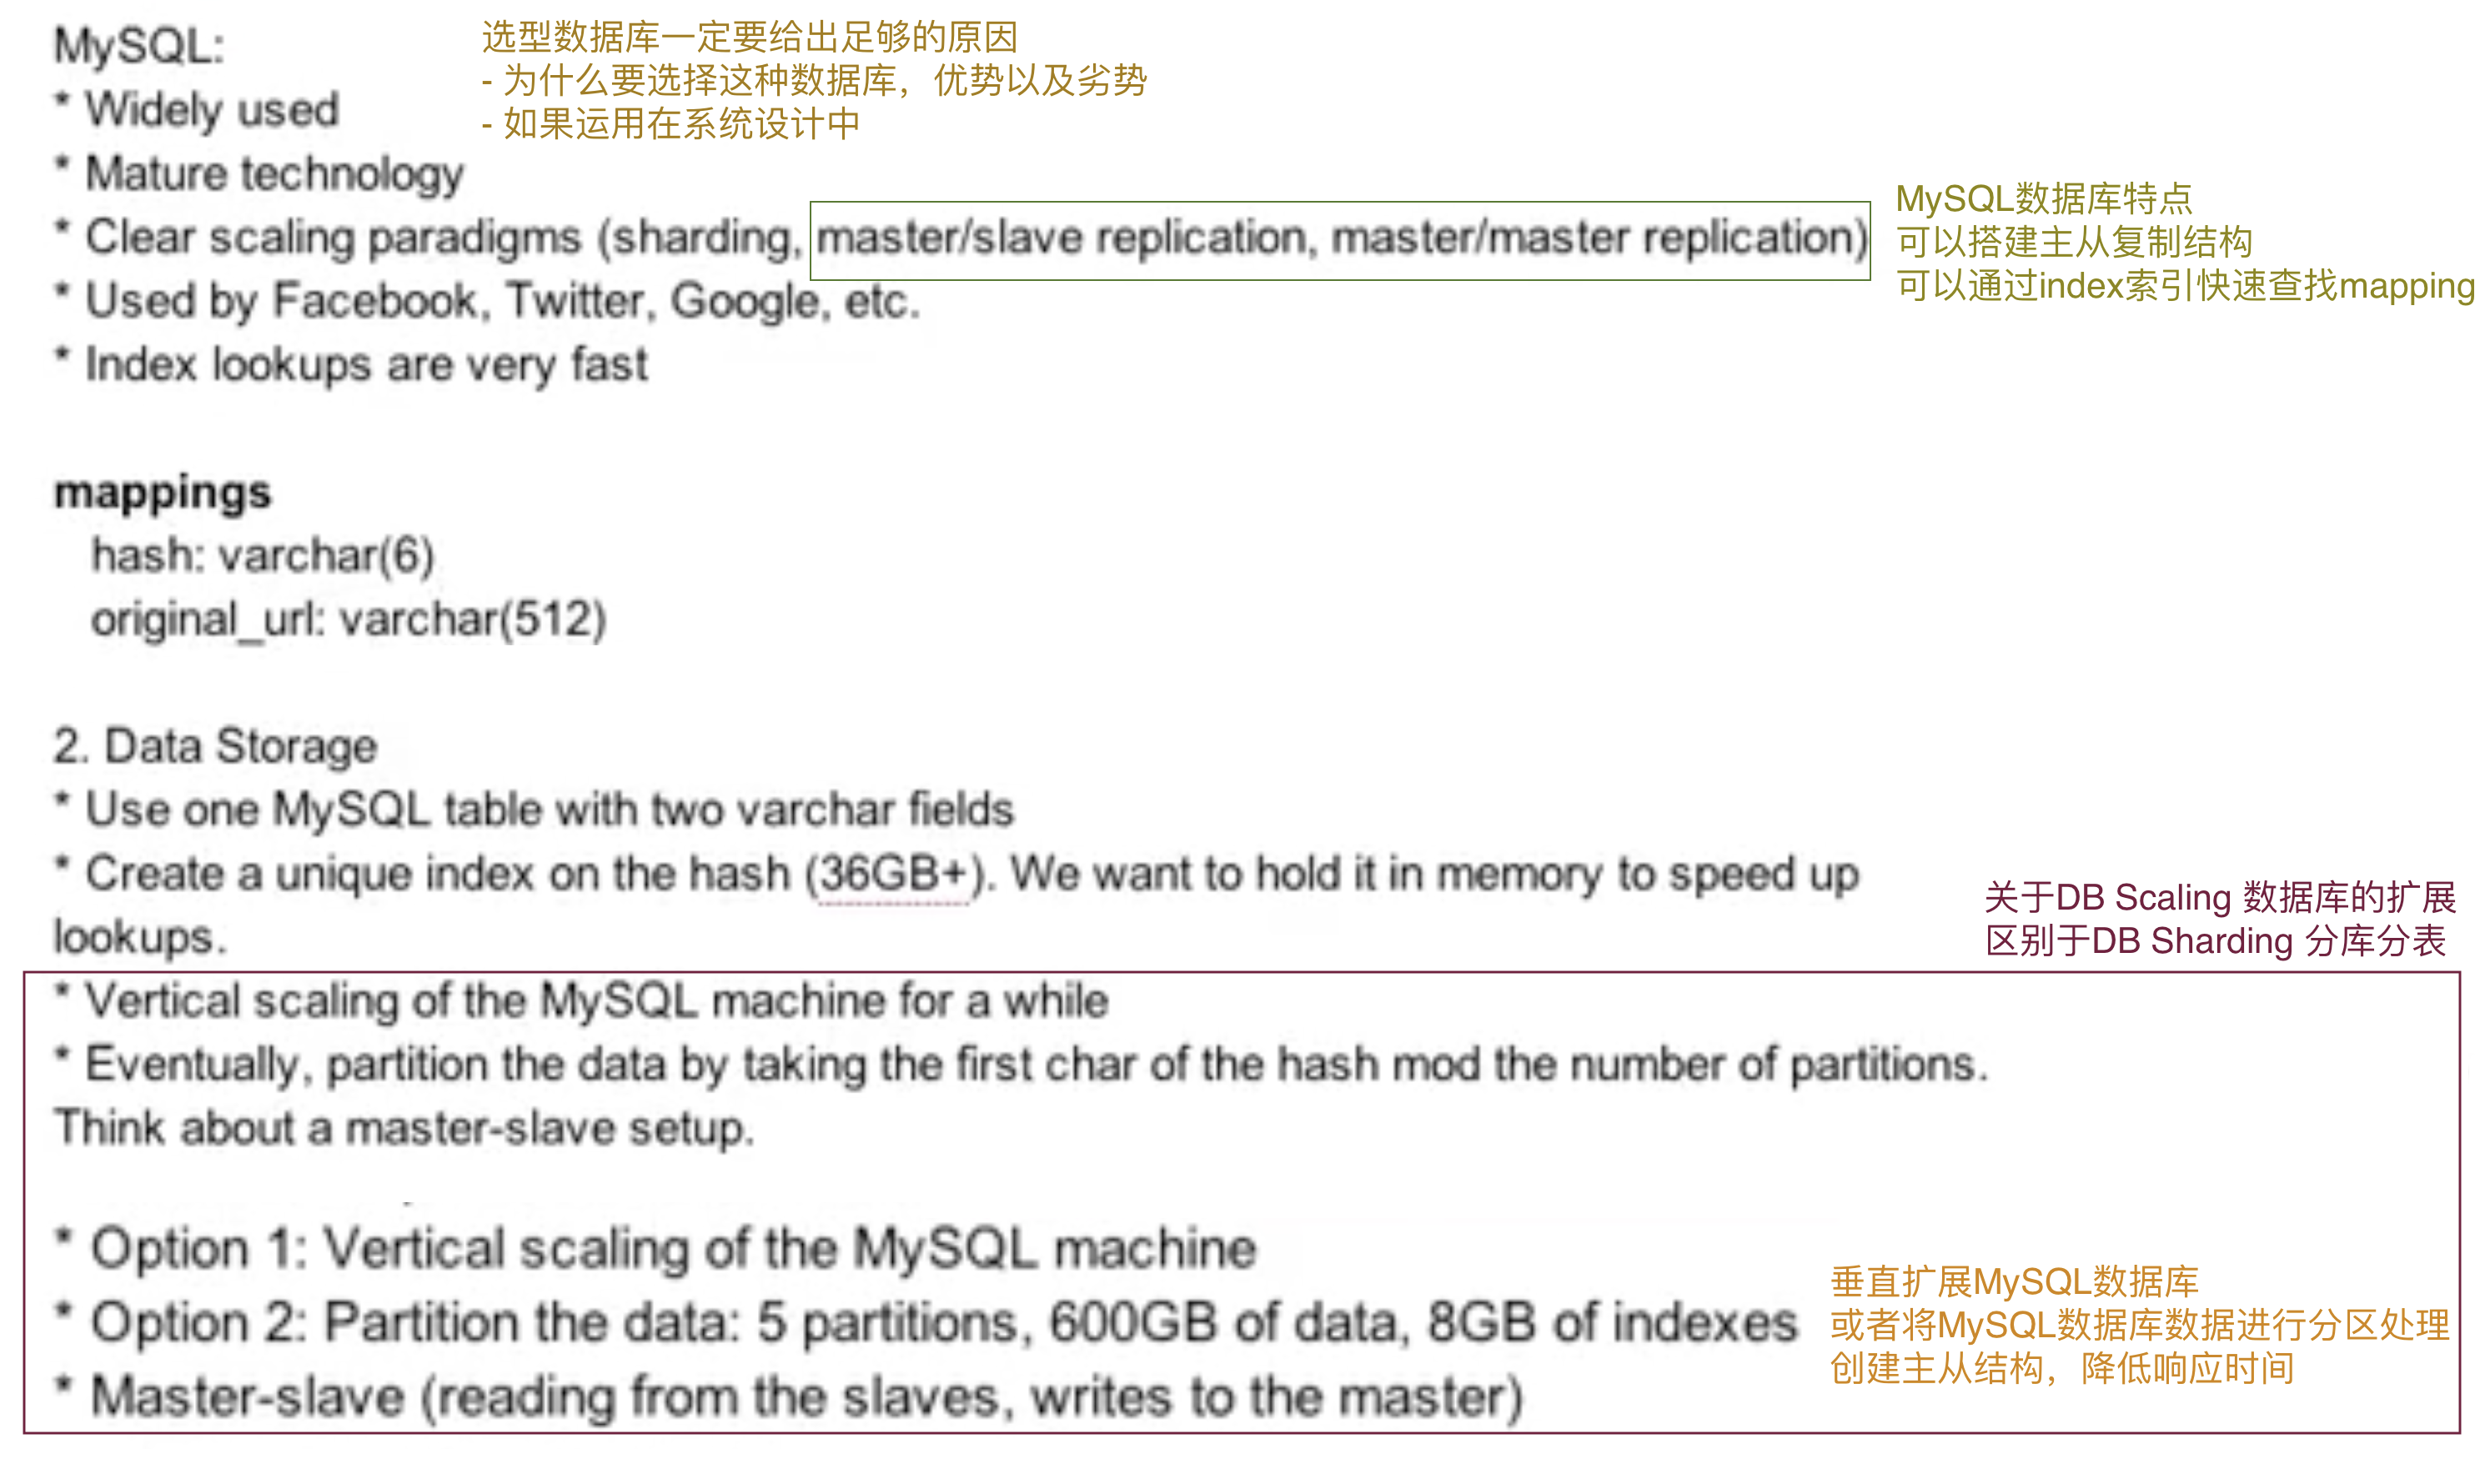 MySQL:
选型数据库一定要给出足够的原因
- 为什么要选择这种数据库，优势以及劣势
- 如果运用在系统设计中
* Widely used
* Mature technology
* Clear scaling paradigms (sharding, master/slave replication, master/master replication)
MySQL数据库特点
可以搭建主从复制结构
可以通过index索引快速查找mapping
* Used by Facebook, Twitter, Google, etc.
* Index lookups are very fast
mappings
hash: varchar(6)
original_url: varchar(512)
2. Data Storage
* Use one MySQL table with two varchar fields
* Create a unique index on the hash (36GB+). We want to hold it in memory to speed up
lookups.
关于DB Scaling 数据库的扩展
区别于DB Sharding 分库分表
* Vertical scaling of the MySQL machine for a while
* Eventually, partition the data by taking the first char of the hash mod the number of partitions.
Think about a master-slave setup.
* Option 1: Vertical scaling of the MySQL machine
* Option 2: Partition the data: 5 partitions, 600GB of data, 8GB of indexes
* Master-slave (reading from the slaves, writes to the master)
垂直扩展MySQL数据库
或者将MySQL数据库数据进行分区处理
创建主从结构，降低响应时间